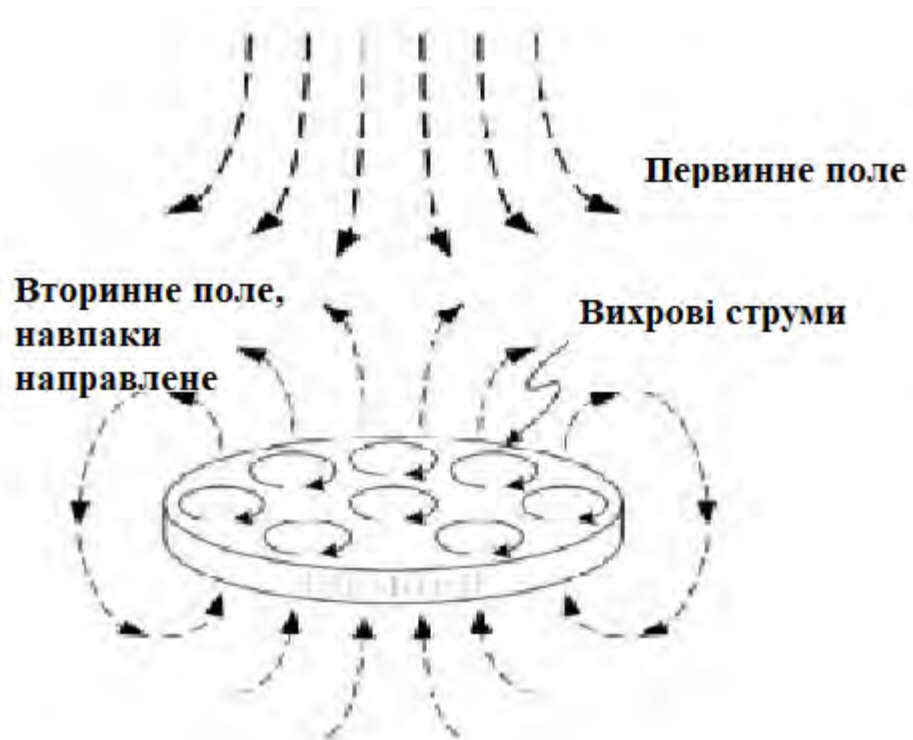 Первинне поле
Вторинне поле,
навпаки
направлене
Вихрові струми